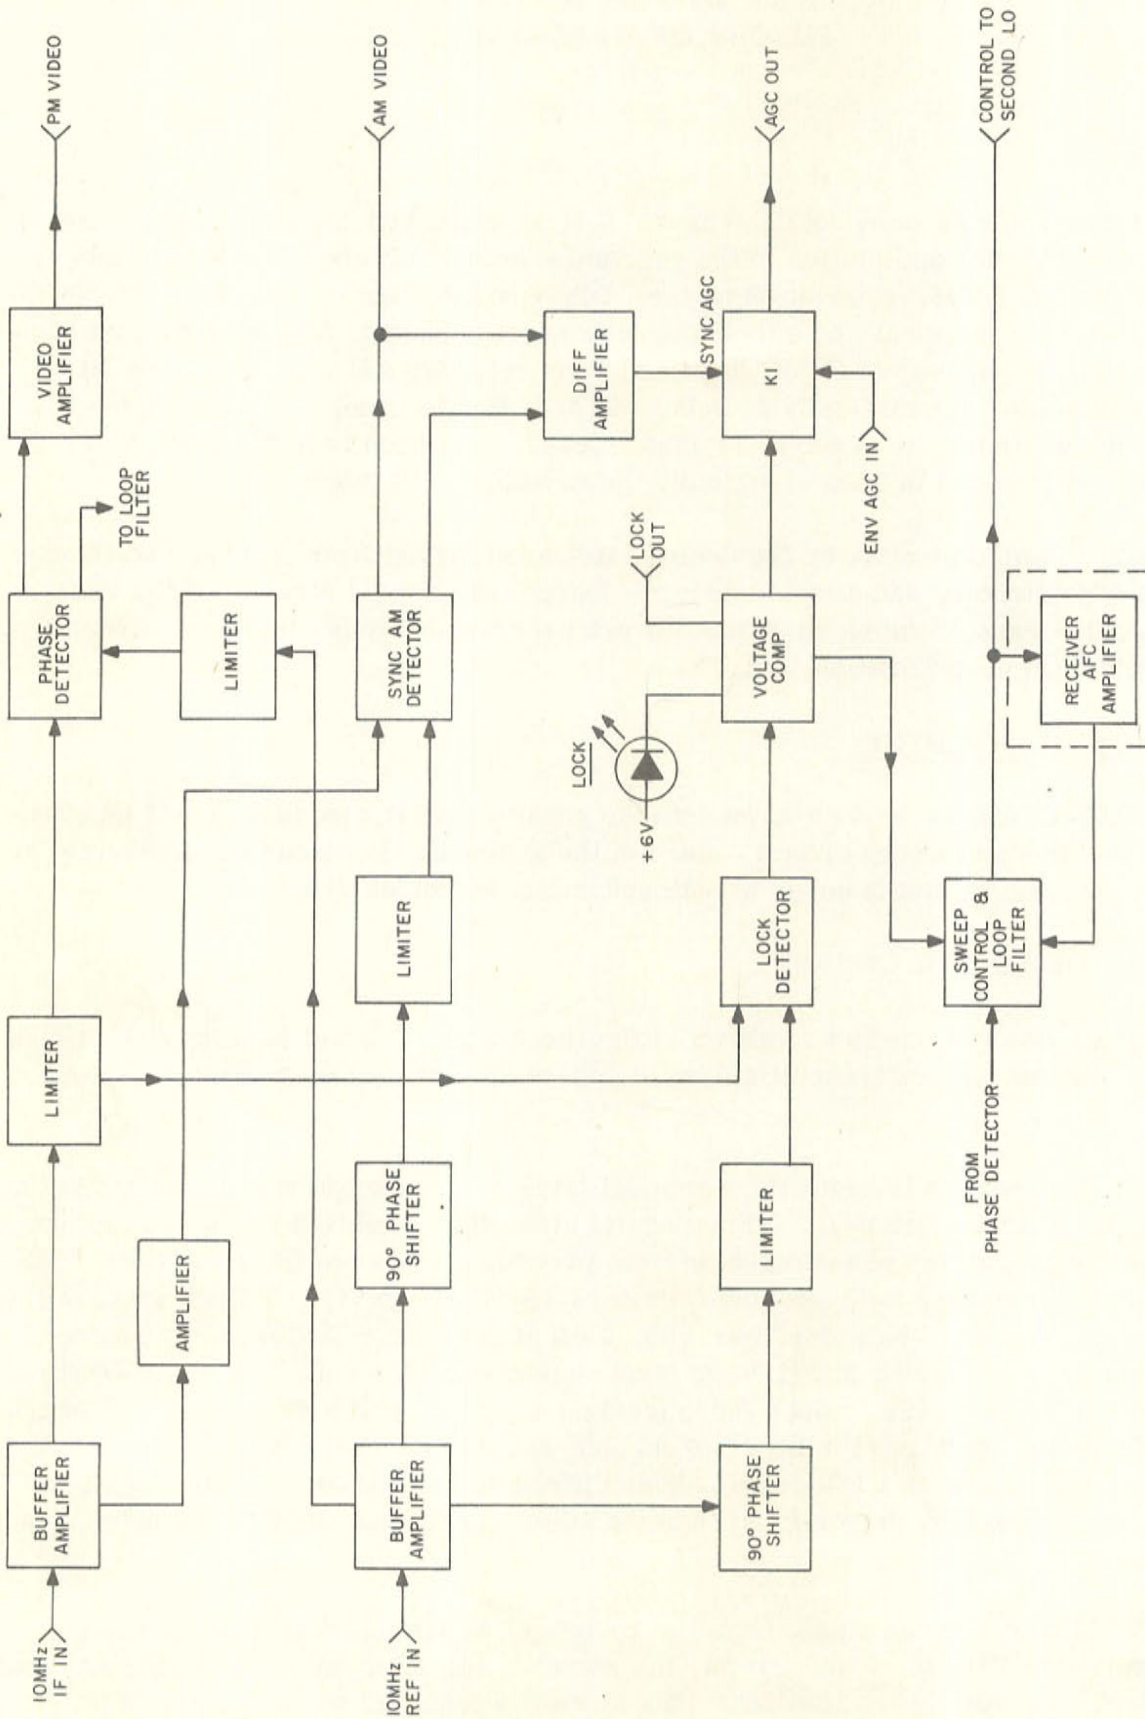 10MHz
IF IN
BUFFER
AMPLIFIER
LIMITER
PHASE
DETECTOR
VIDEO
AMPLIFIER
PM VIDEO
TO LOOP
FILTER
AMPLIFIER
LIMITER
10MHz
REF IN
BUFFER
AMPLIFIER
90° PHASE
SHIFTER
LIMITER
SYNC AM
DETECTOR
AM VIDEO
DIFF
AMPLIFIER
SYNC AGC
90° PHASE
SHIFTER
LIMITER
LOCK
DETECTOR
LOCK
+6V
VOLTAGE
COMP
LOCK
OUT
K1
ENV AGC IN
AGC OUT
FROM
PHASE DETECTOR
SWEEP
CONTROL &
LOOP
FILTER
RECEIVER
AFC
AMPLIFIER
CONTROL TO
SECOND LO